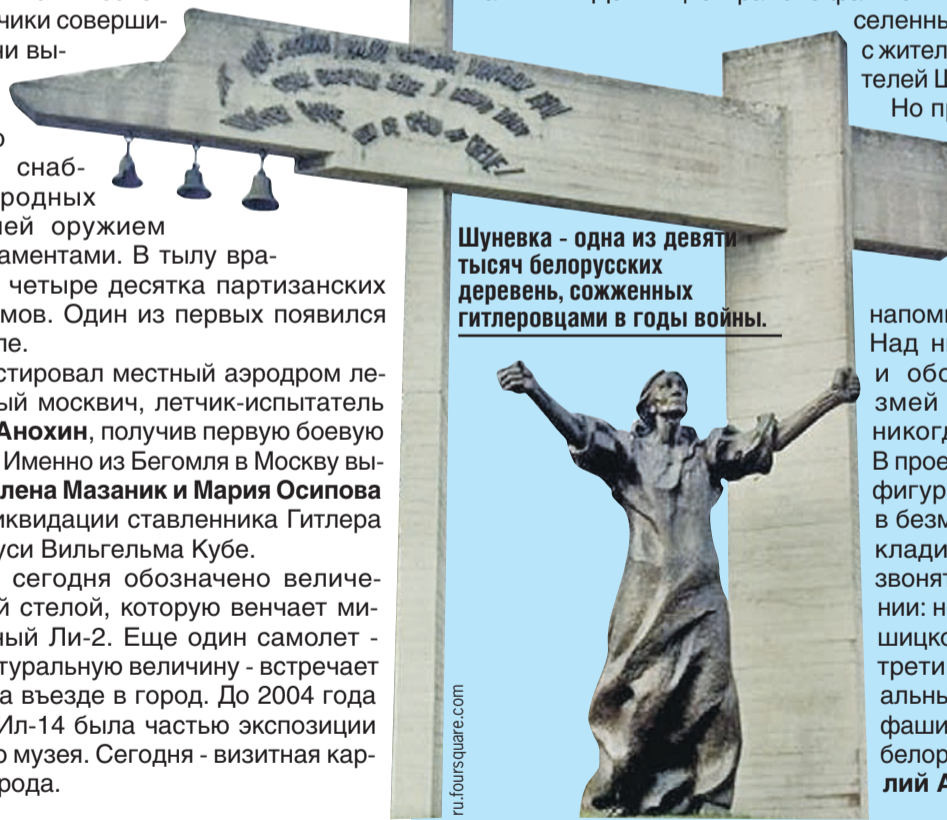 чики соверши-
ни вы-
снаб-
родных
ей оружием
аментами. В тылу вра-
четыре десятка партизанских
мов. Один из первых появился
ле.
стировал местный аэродром ле-
ый москвич, летчик-испытатель
Анохин, получив первую боевую
Именно из Бегомля в Москву вы-
лена Мазаник и Мария Осипова
иквидации ставленника Гитлера
уси Вильгельма Кубе.
сегодня обозначено величе-
й стелой, которую венчает ми-
ный Ли-2. Еще один самолет -
туральную величину - встречает
а въезде в город. До 2004 года
Ил-14 была частью экспозиции
о музея. Сегодня - визитная кар-
рода.
Шуневка - одна из девяти
тысяч белорусских
деревень, сожженных
гитлеровцами в годы войны.
ru.foursquare.com
селенны
с жител
телей Ш
Но п
напоми
Над н
и обо
змей
никогд
В прое
фигур
в безм
клади
звонят
нии: н
шицко
трети
альны
фаши
белор
лий А